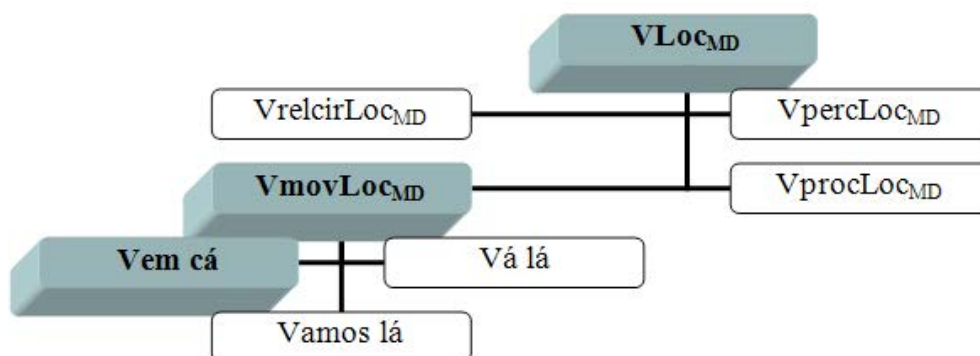 VLocMD
VrelcirLocMD
VpercLocMD
VmovLocMD
VprocLocMD
Vem cá
Vá lá
Vamos lá